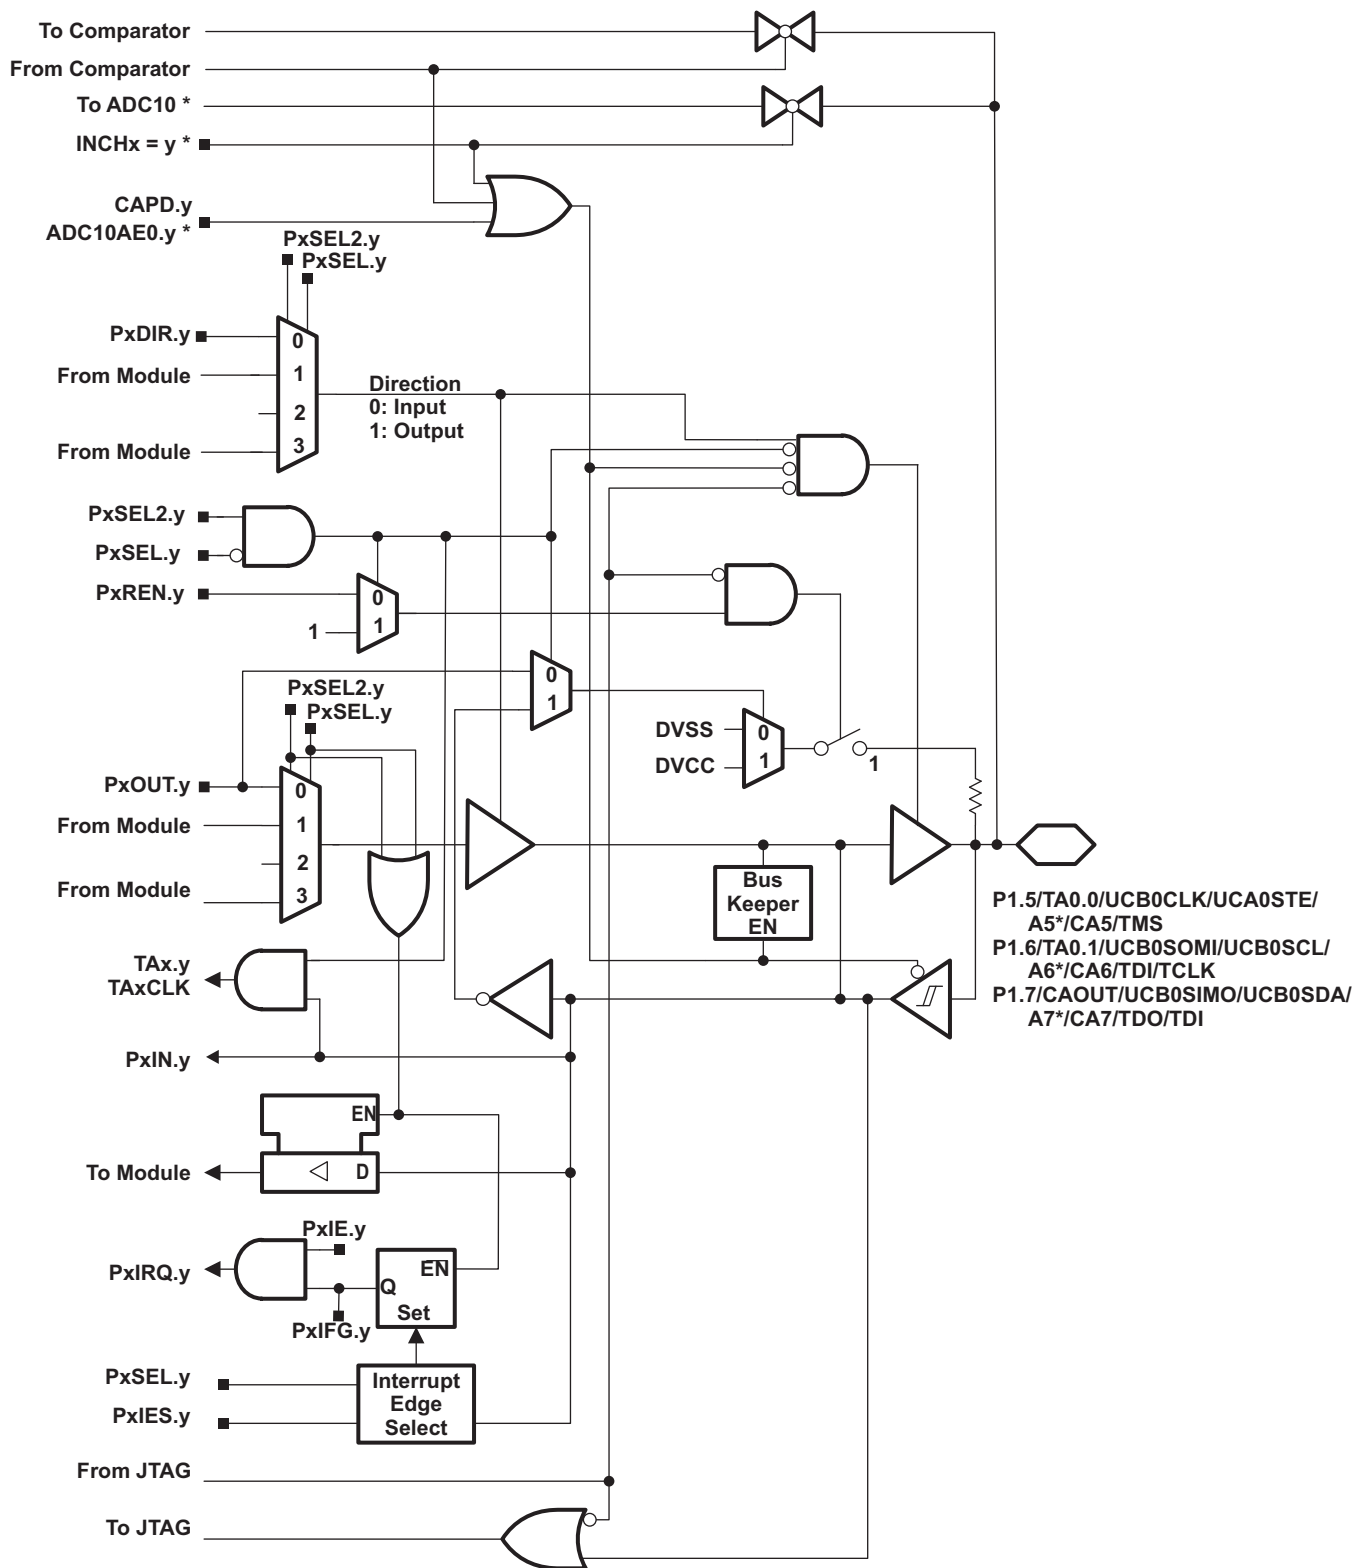 To Comparator
From Comparator
To ADC10 *
INCHx = y *
CAPD.y
ADC10AE0.y *
PxSEL2.y
PxSEL.y
PxDIR.y
0
From Module
1
2
From Module
3
Direction
0: Input
1: Output
PxSEL2.y
PxSEL.y
PxREN.y
0
1
1
0
1
PxSEL2.y
PxSEL.y
DVSS
0
DVCC
1
1
PxOUT.y
0
From Module
1
2
From Module
3
Bus
Keeper
EN
P1.5/TA0.0/UCB0CLK/UCA0STE/
A5*/CA5/TMS
P1.6/TA0.1/UCB0SOMI/UCB0SCL/
A6*/CA6/TDI/TCLK
P1.7/CAOUT/UCB0SIMO/UCB0SDA/
A7*/CA7/TDO/TDI
TAx.y
TAxCLK
PxIN.y
EN
To Module
D
PxIE.y
PxIRQ.y
EN
Q
Set
PxIFG.y
PxSEL.y
PxIES.y
Interrupt
Edge
Select
From JTAG
To JTAG